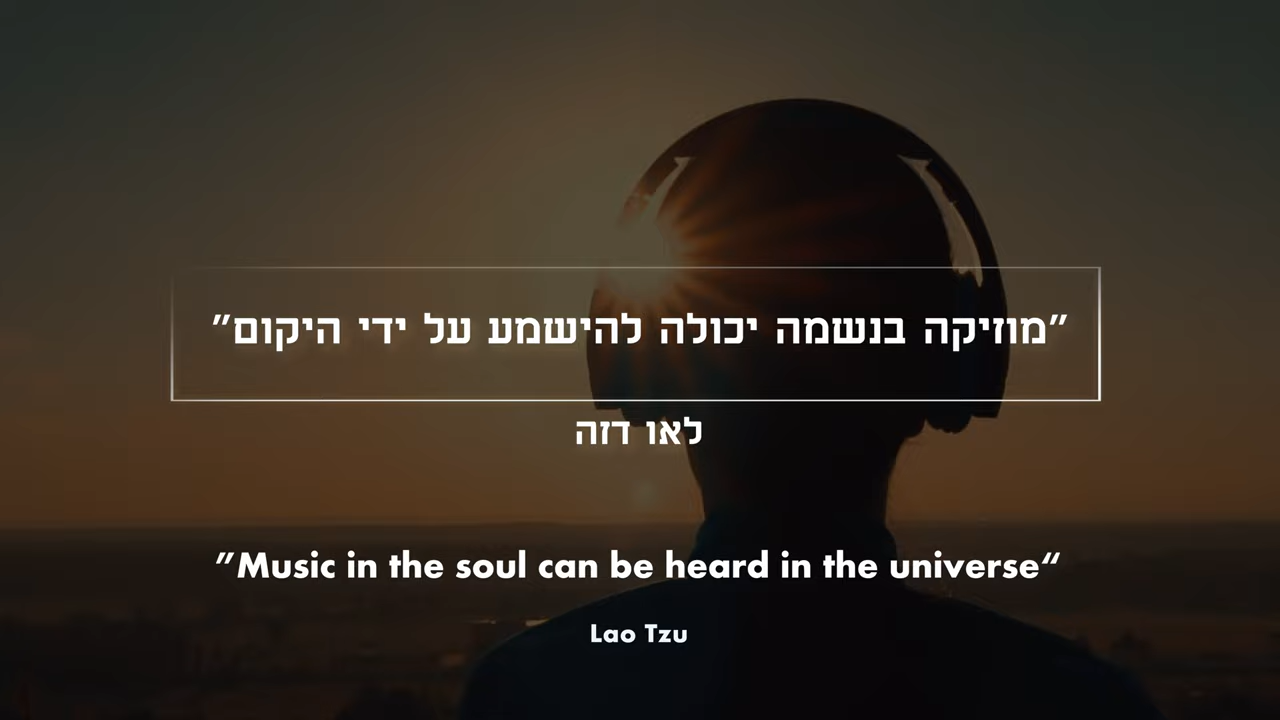 "מוזיקה בנשמה יכולה להישמע על ידי היקום"
לאו דזה
"Music in the soul can be heard in the universe“
Lao Tzu